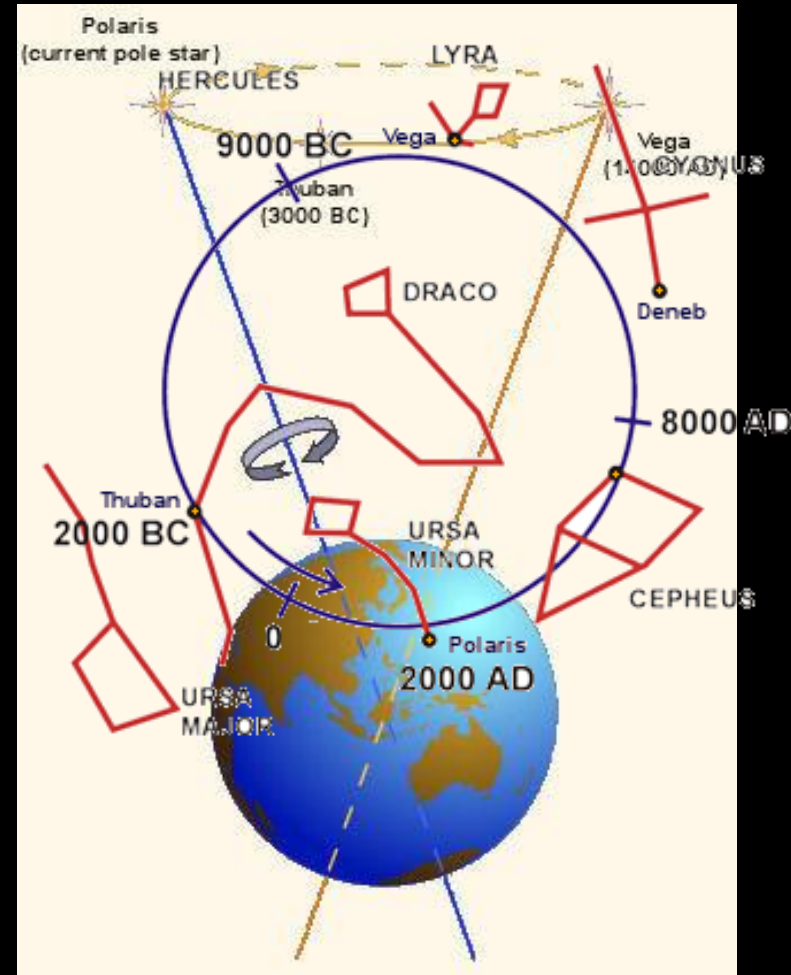 Polaris
(current pole star)
LYRA
HERCULES
Vega
9000 BC
Vega
CYGNUS
Thuban
(3000 BC)
DRACO
Deneb
8000 AD
Thuban
2000 BC
URSA
MINOR
CEPHEUS
0
Polaris
2000 AD
URSA
MAJOR